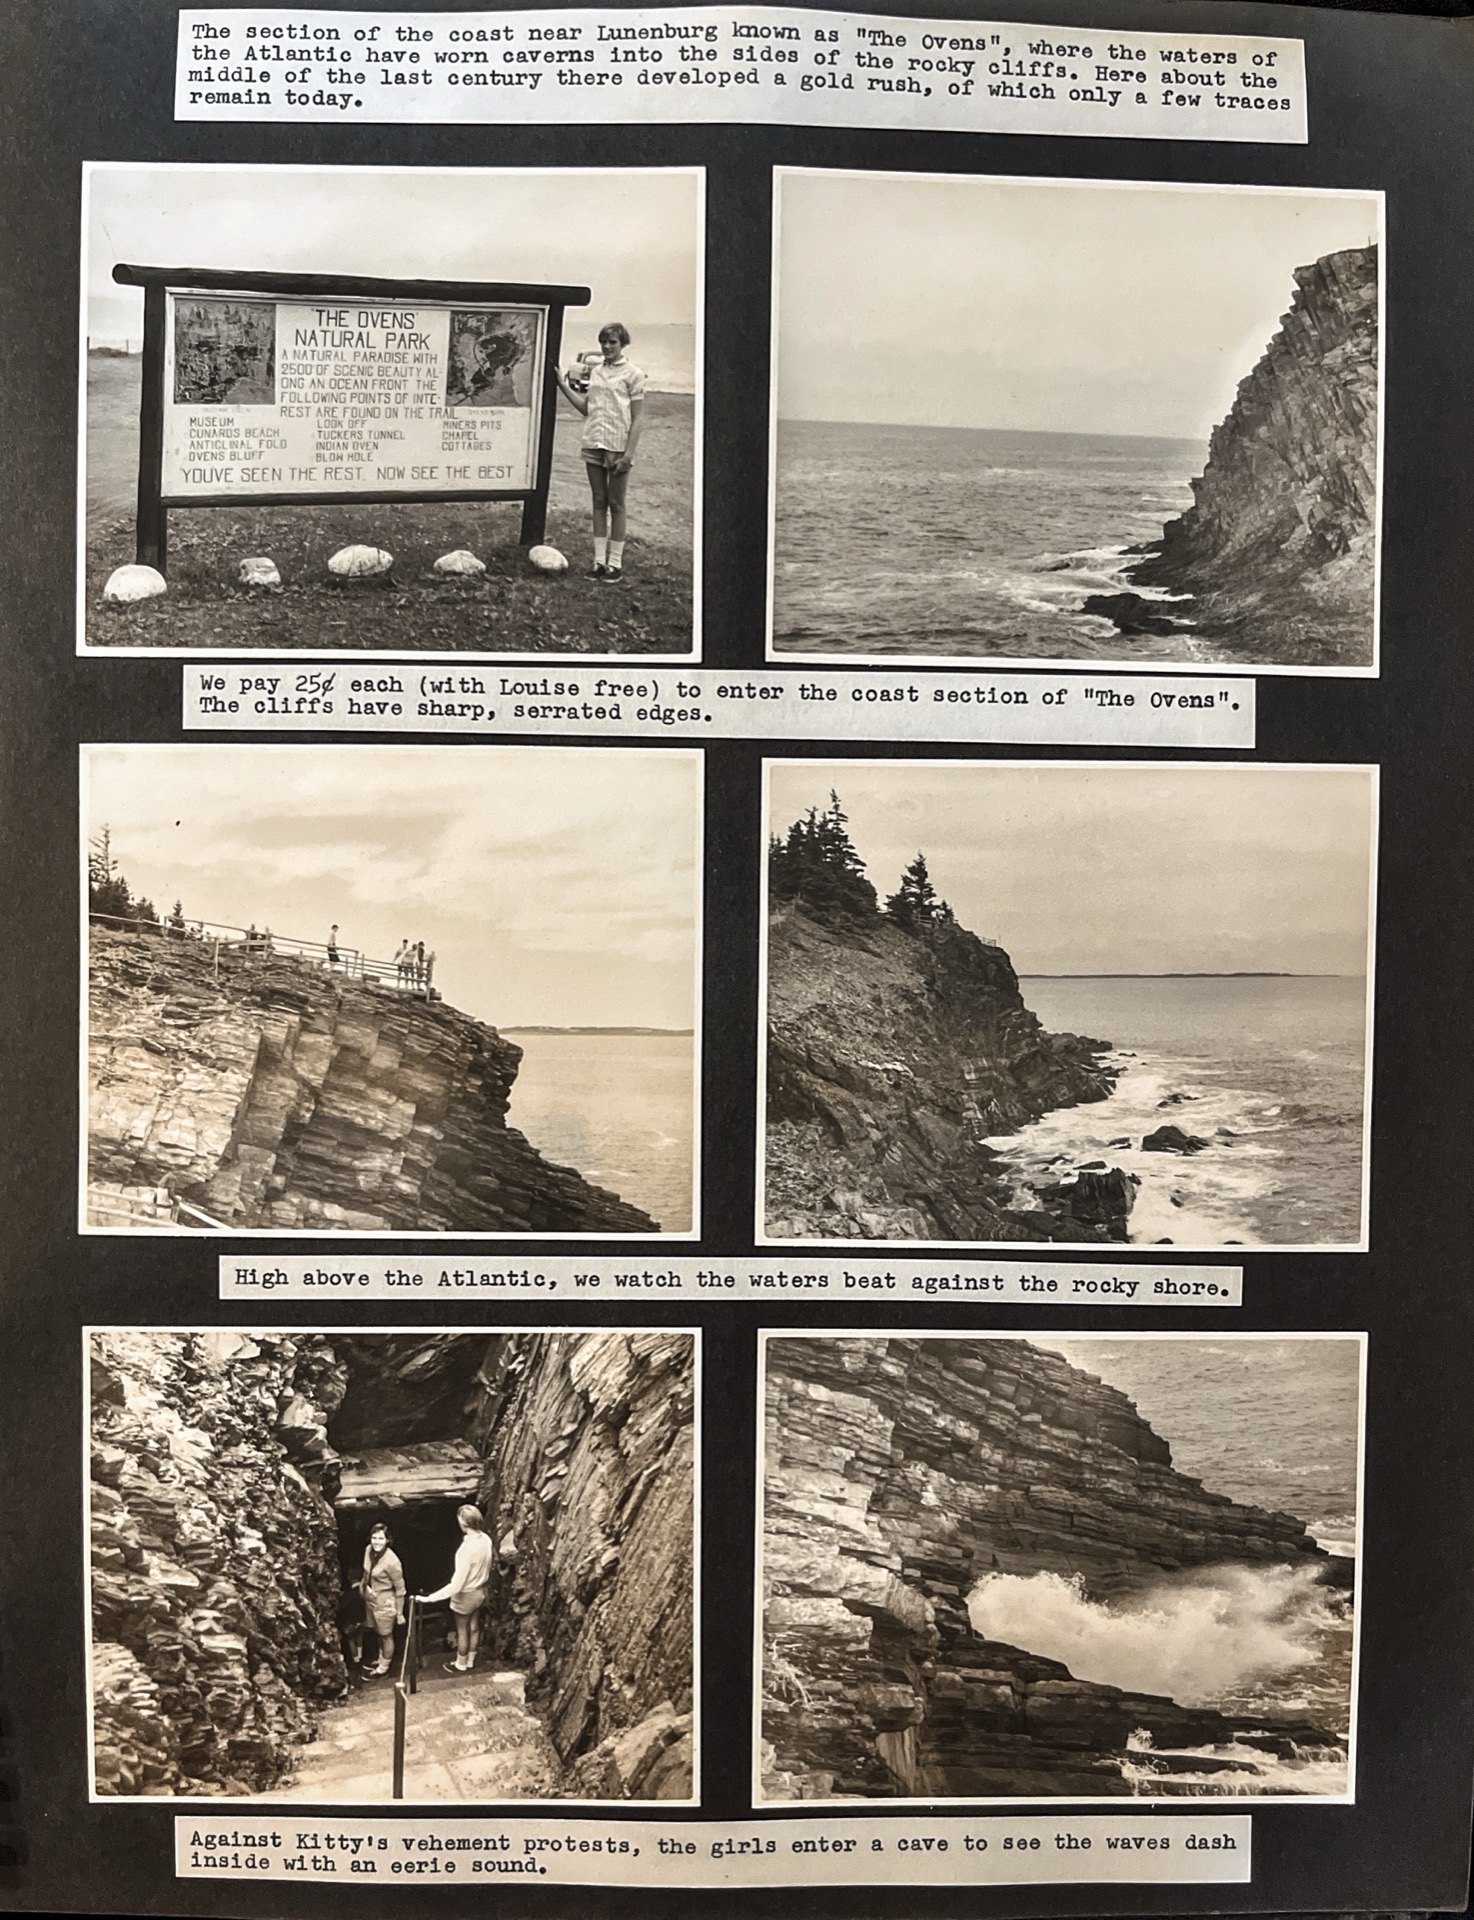 The section of the coast near Lunenburg known as "The Ovens", where the waters of
the Atlantic have worn caverns into the sides of the rocky cliffs. Here about the
middle of the last century there developed a gold rush, of which only a few traces
remain today.
'THE OVENS'
NATURAL PARK
A NATURAL PARADISE WITH
2500' OF SCENIC BEAUTY AL-
ONG AN OCEAN FRONT THE
FOLLOWING POINTS OF INTE-
REST ARE FOUND ON THE TRAIL
MUSEUM
CUNARDS BEACH
ANTICLINAL FOLD
OVENS BLUFF
LOOK OFF
TUCKERS TUNNEL
INDIAN OVEN
BLOW HOLE
MINERS PITS
CHAPEL
COTTAGES
YOUVE SEEN THE REST. NOW SEE THE BEST
We pay 25¢ each (with Louise free) to enter the coast section of "The Ovens".
The cliffs have sharp, serrated edges.
High above the Atlantic, we watch the waters beat against the rocky shore.
Against Kitty's vehement protests, the girls enter a cave to see the waves dash
inside with an eerie sound.